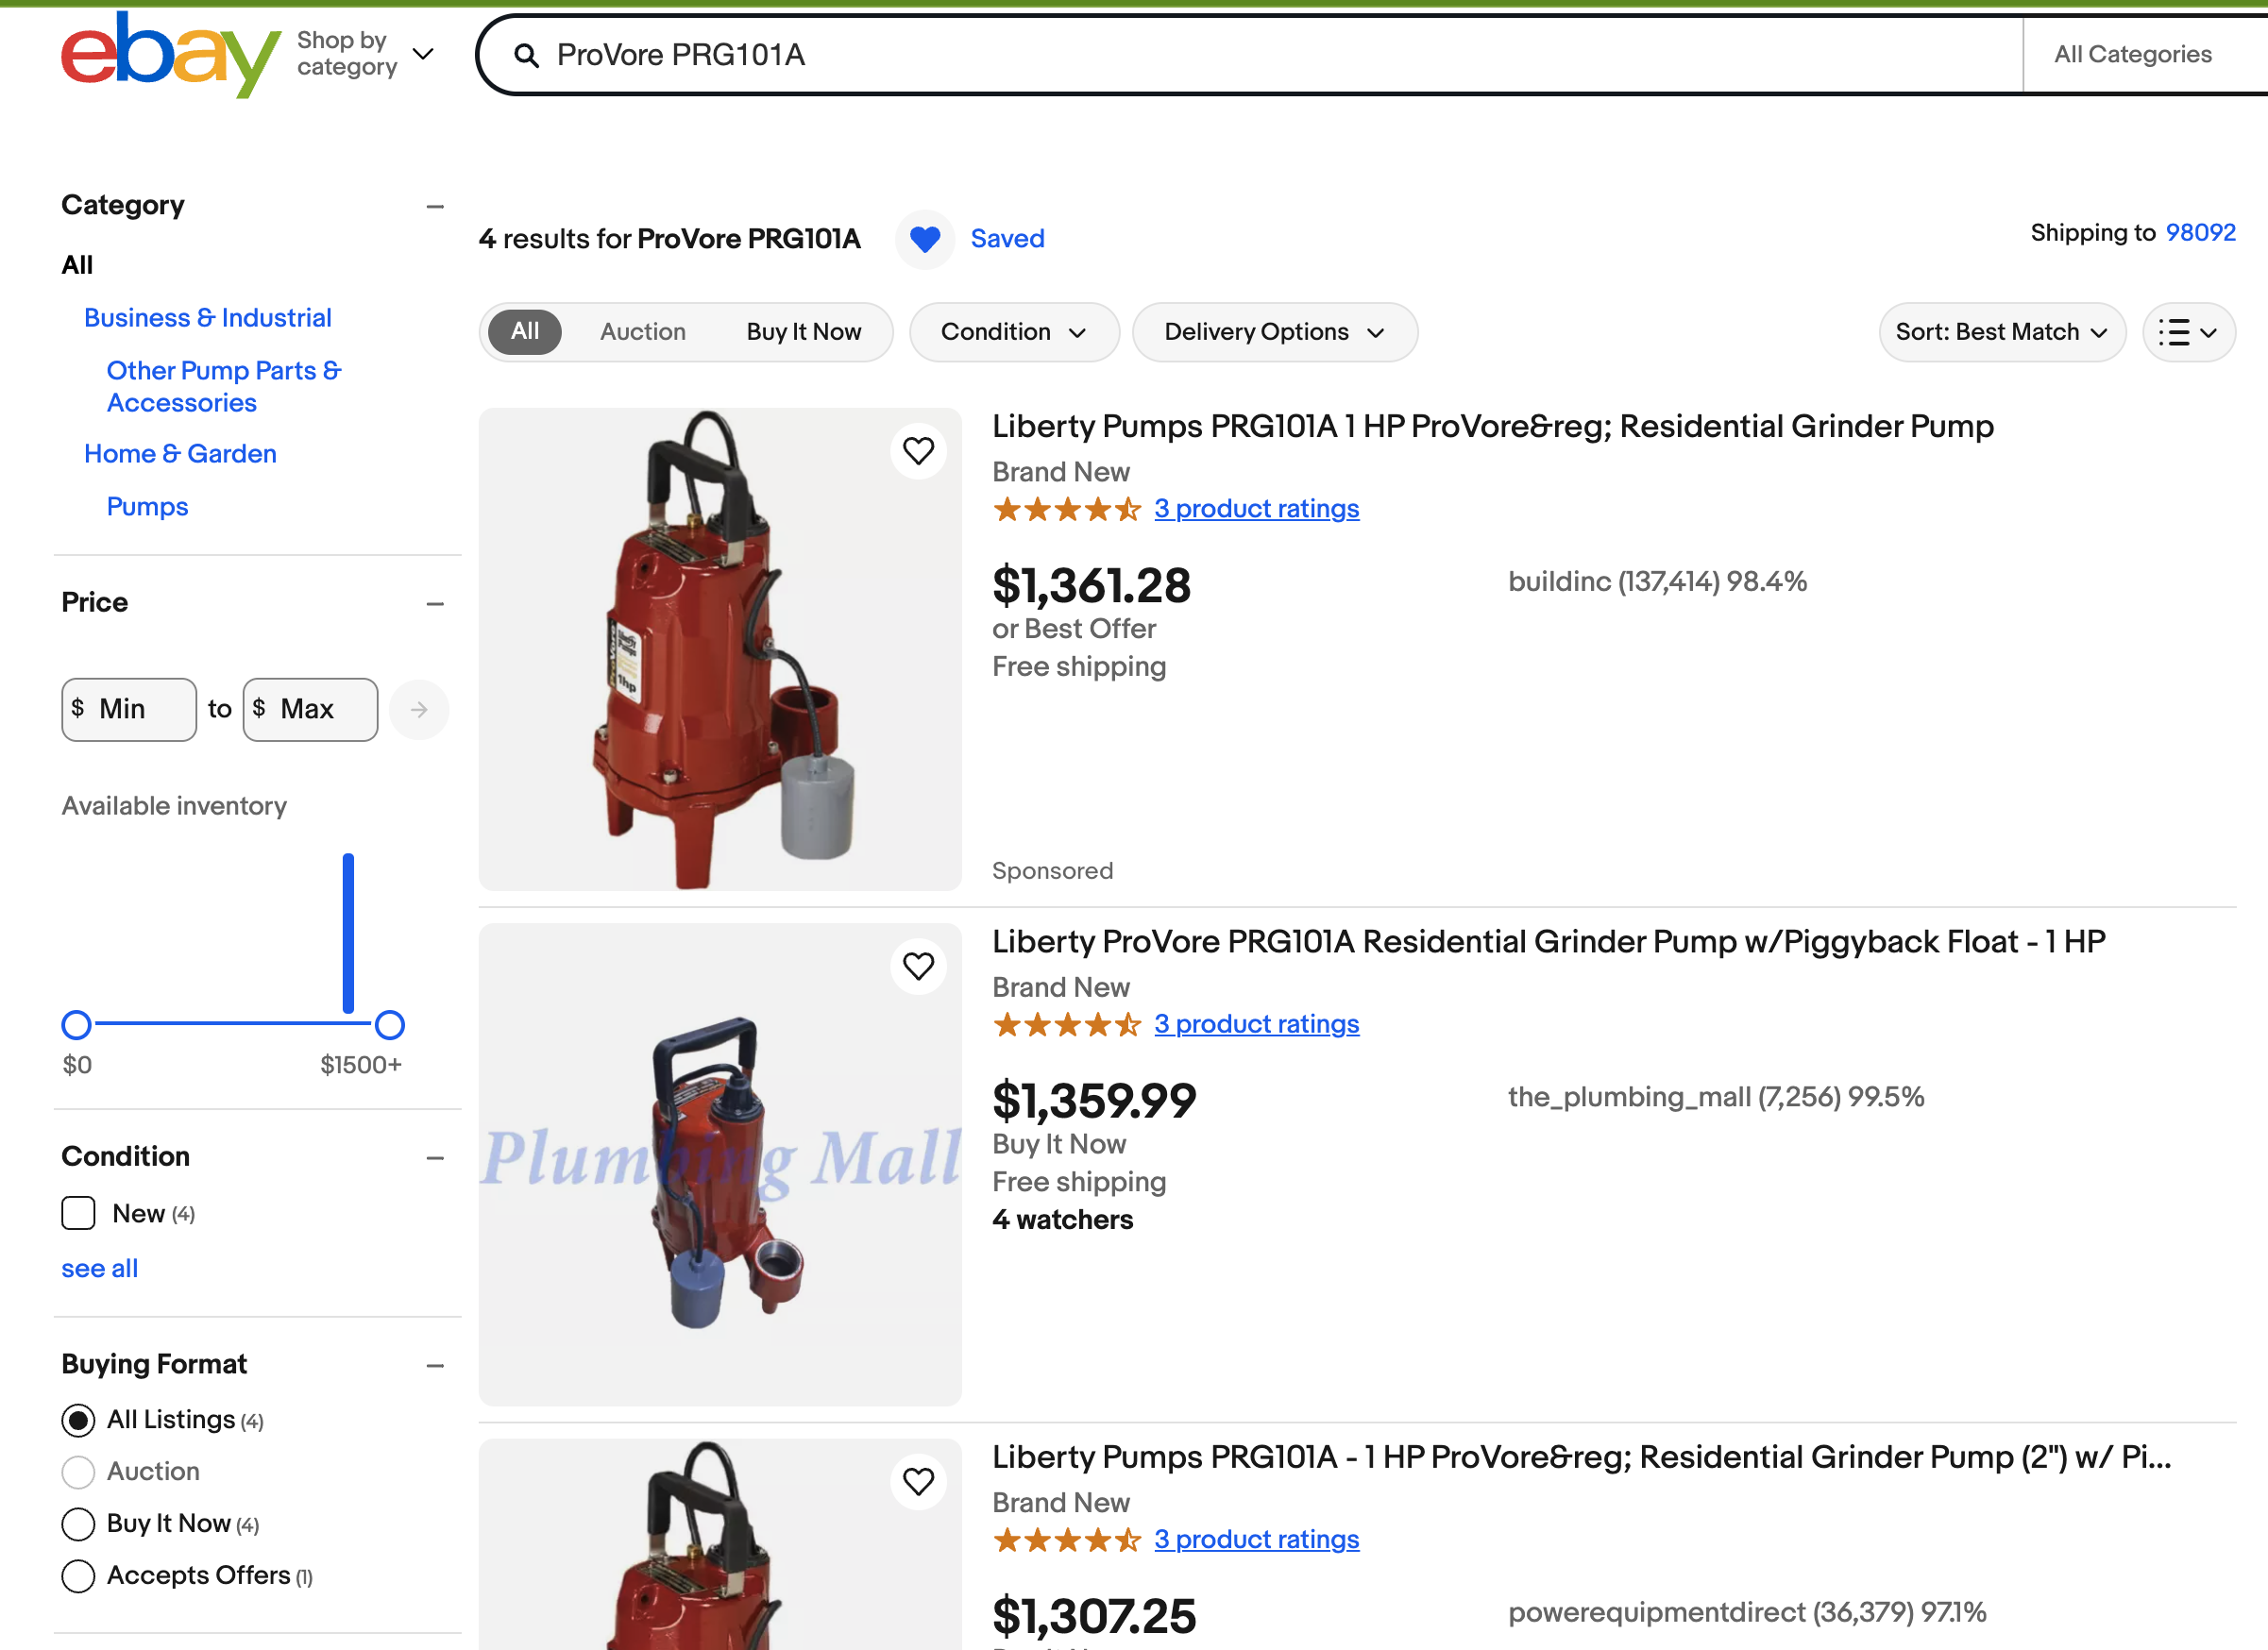 ebay
Shop by
category
ProVore PRG101A
All Categories
Category
All
Business & Industrial
Other Pump Parts &
Accessories
Home & Garden
Pumps
Price
$ Min to $ Max
Available inventory
$0 $1500+
Condition
New (4)
see all
Buying Format
All Listings (4)
Auction
Buy It Now (4)
Accepts Offers (1)
4 results for ProVore PRG101A
Saved
Shipping to 98092
All
Auction
Buy It Now
Condition
Delivery Options
Sort: Best Match
Liberty Pumps PRG101A 1 HP ProVore&reg; Residential Grinder Pump
Brand New
3 product ratings
$1,361.28
or Best Offer
Free shipping
buildinc (137,414) 98.4%
Sponsored
ProVore
Liberty
Pumps
1hp
Liberty ProVore PRG101A Residential Grinder Pump w/Piggyback Float - 1 HP
Brand New
3 product ratings
$1,359.99
Buy It Now
Free shipping
4 watchers
the_plumbing_mall (7,256) 99.5%
Plumbing Mall
Liberty Pumps PRG101A - 1 HP ProVore&reg; Residential Grinder Pump (2") w/ Pi...
Brand New
3 product ratings
$1,307.25
powerequipmentdirect (36,379) 97.1%